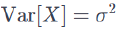 Var[X] = σ²